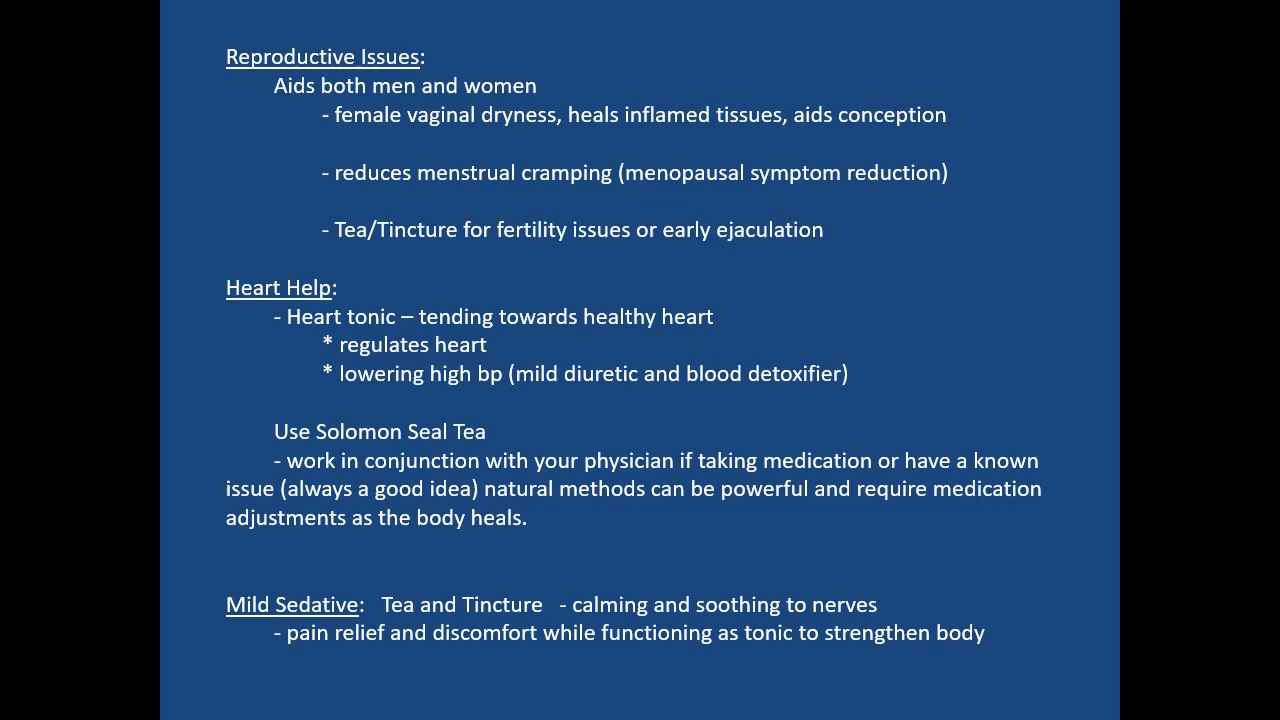 Reproductive Issues:
Aids both men and women
- female vaginal dryness, heals inflamed tissues, aids conception
- reduces menstrual cramping (menopausal symptom reduction)
- Tea/Tincture for fertility issues or early ejaculation
Heart Help:
- Heart tonic – tending towards healthy heart
* regulates heart
* lowering high bp (mild diuretic and blood detoxifier)
Use Solomon Seal Tea
- work in conjunction with your physician if taking medication or have a known
issue (always a good idea) natural methods can be powerful and require medication
adjustments as the body heals.
Mild Sedative:   Tea and Tincture   - calming and soothing to nerves
- pain relief and discomfort while functioning as tonic to strengthen body